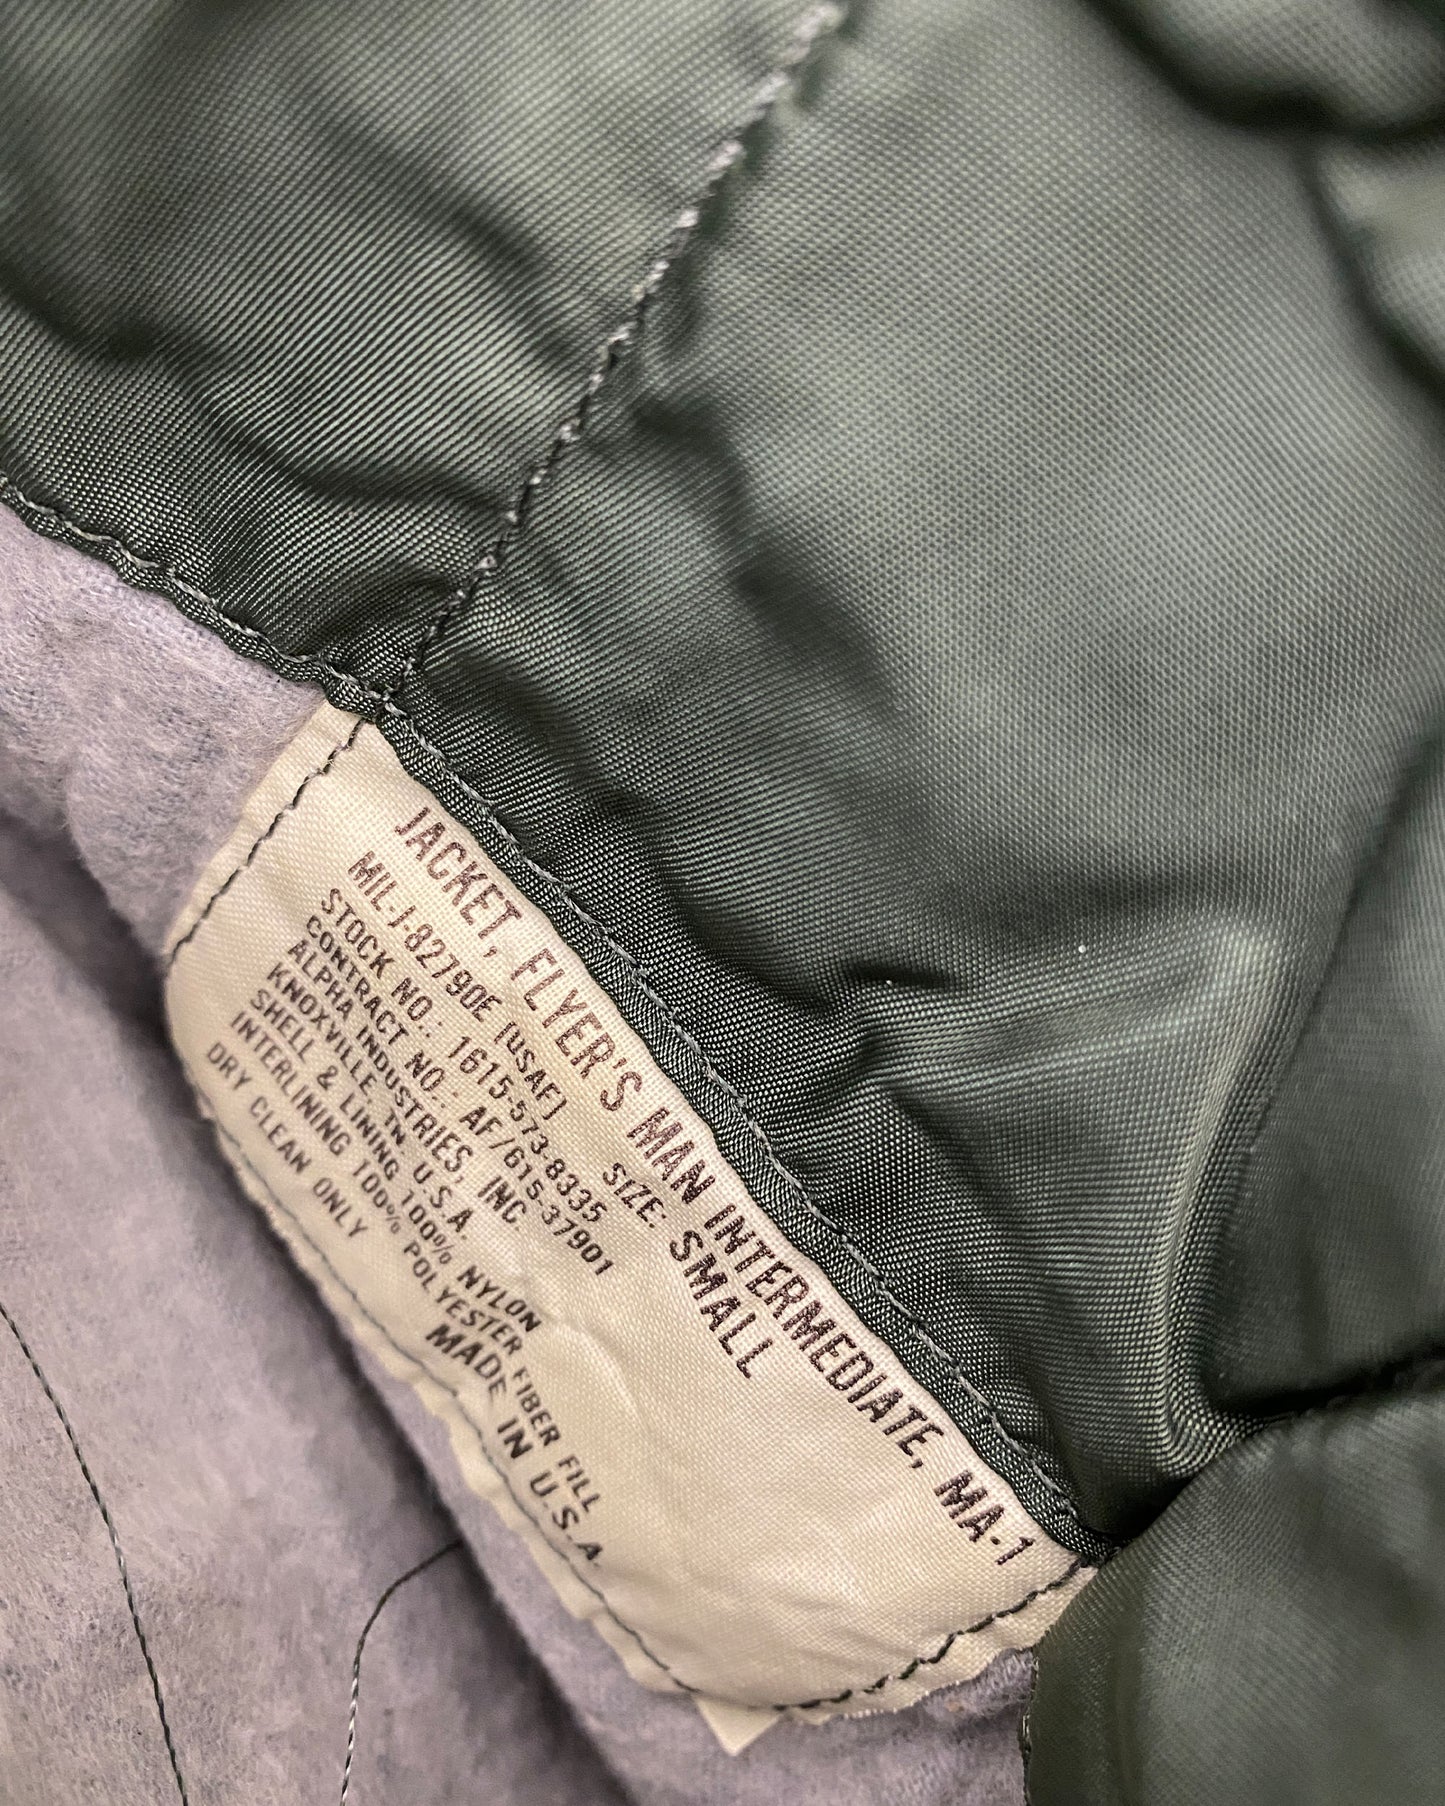 JACKET, FLYER'S MAN INTERMEDIATE, MA-1
MIL-J-82790E [USAF] SIZE: SMALL
STOCK NO.: 1615-573-8335
CONTRACT NO.: AF/615-37901
ALPHA INDUSTRIES, INC
KNOXVILLE, TN U.S.A.
SHELL & LINING 100% NYLON
INTERLINING 100% POLYESTER FIBER FILL
DRY CLEAN ONLY MADE IN U.S.A.